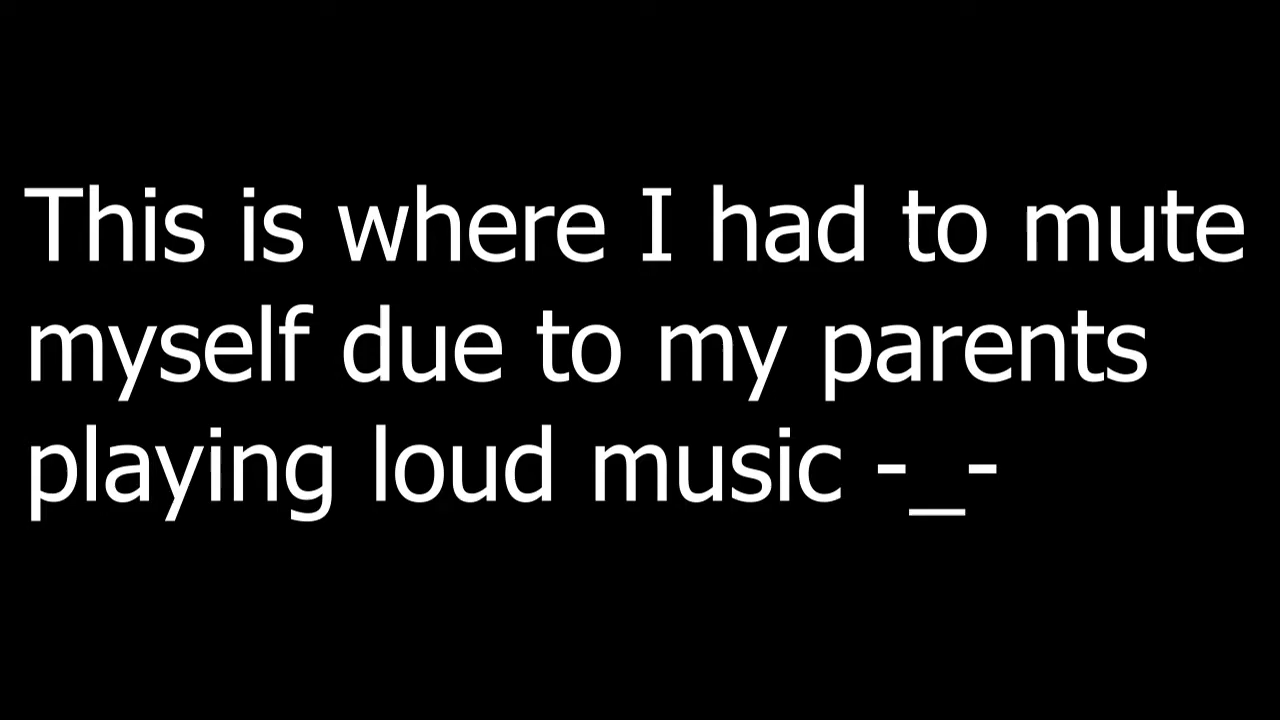 This is where I had to mute
myself due to my parents
playing loud music -_-